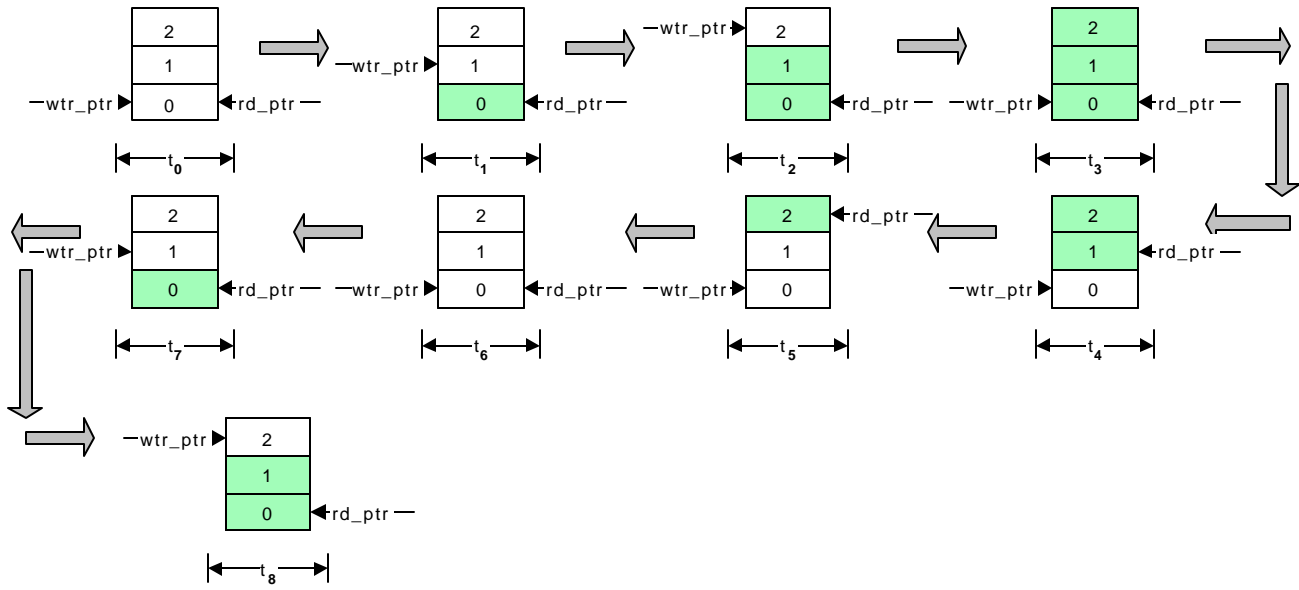 2 2 2 2
1 wtr_ptr 1 wtr_ptr 1 1
wtr_ptr 0 rd_ptr 0 rd_ptr 0 rd_ptr wtr_ptr 0 rd_ptr
t0 t1 t2 t3
2 2 2 rd_ptr 2
wtr_ptr 1 1 1 1 rd_ptr
0 rd_ptr wtr_ptr 0 rd_ptr wtr_ptr 0 wtr_ptr 0
t7 t6 t5 t4
wtr_ptr 2
1
0 rd_ptr
t8